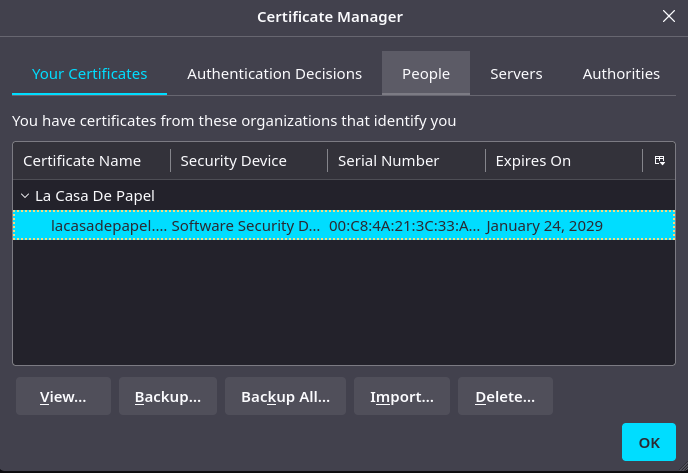 Certificate Manager
Your Certificates Authentication Decisions People Servers Authorities
You have certificates from these organizations that identify you
Certificate Name Security Device Serial Number Expires On
La Casa De Papel
lacasadepapel.... Software Security D... 00:C8:4A:21:3C:33:A... January 24, 2029
View... Backup... Backup All... Import... Delete...
OK